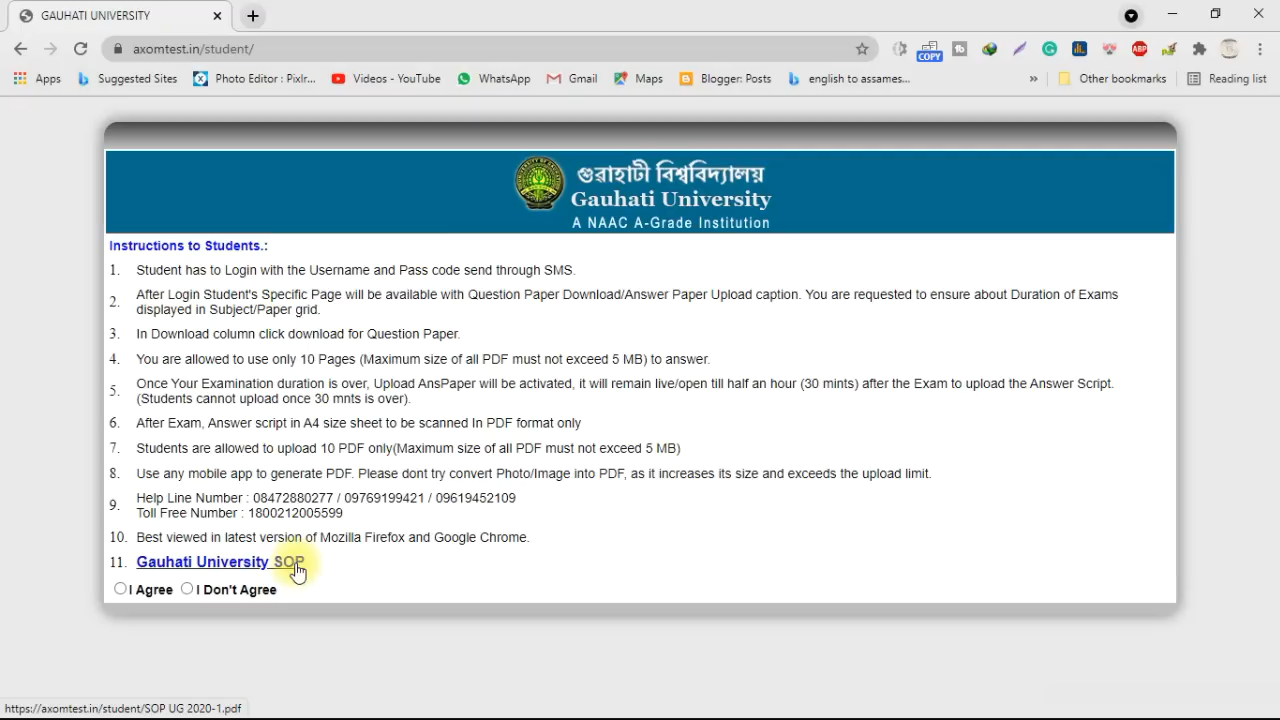 GAUHATI UNIVERSITY
axomtest.in/student/
COPY
ABP
Apps
Suggested Sites
Photo Editor : Pixlr...
Videos - YouTube
WhatsApp
Gmail
Maps
Blogger: Posts
english to assames...
»
Other bookmarks
Reading list
গুৱাহাটী বিশ্ববিদ্যালয়
Gauhati University
A NAAC A-Grade Institution
Instructions to Students.:
1. Student has to Login with the Username and Pass code send through SMS.
2. After Login Student's Specific Page will be available with Question Paper Download/Answer Paper Upload caption. You are requested to ensure about Duration of Exams
displayed in Subject/Paper grid.
3. In Download column click download for Question Paper.
4. You are allowed to use only 10 Pages (Maximum size of all PDF must not exceed 5 MB) to answer.
5. Once Your Examination duration is over, Upload AnsPaper will be activated, it will remain live/open till half an hour (30 mints) after the Exam to upload the Answer Script.
(Students cannot upload once 30 mnts is over).
6. After Exam, Answer script in A4 size sheet to be scanned In PDF format only
7. Students are allowed to upload 10 PDF only(Maximum size of all PDF must not exceed 5 MB)
8. Use any mobile app to generate PDF. Please dont try convert Photo/Image into PDF, as it increases its size and exceeds the upload limit.
9. Help Line Number : 08472880277 / 09769199421 / 09619452109
Toll Free Number : 1800212005599
10. Best viewed in latest version of Mozilla Firefox and Google Chrome.
11. Gauhati University SOP
I Agree I Don't Agree
https://axomtest.in/student/SOP UG 2020-1.pdf